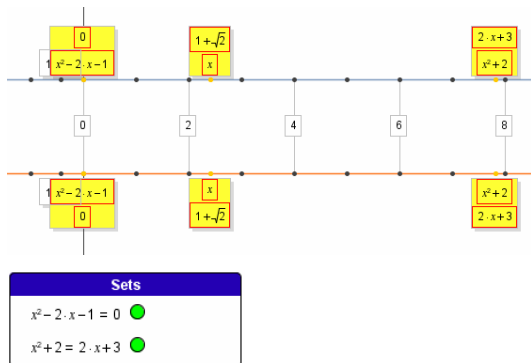 0 1+√2 2·x+3
1 x²−2·x−1 x x²+2
0 2 4 6 8
1 x²−2·x−1 x x²+2
0 1+√2 2·x+3
Sets
x²−2·x−1 = 0
x²+2 = 2·x+3